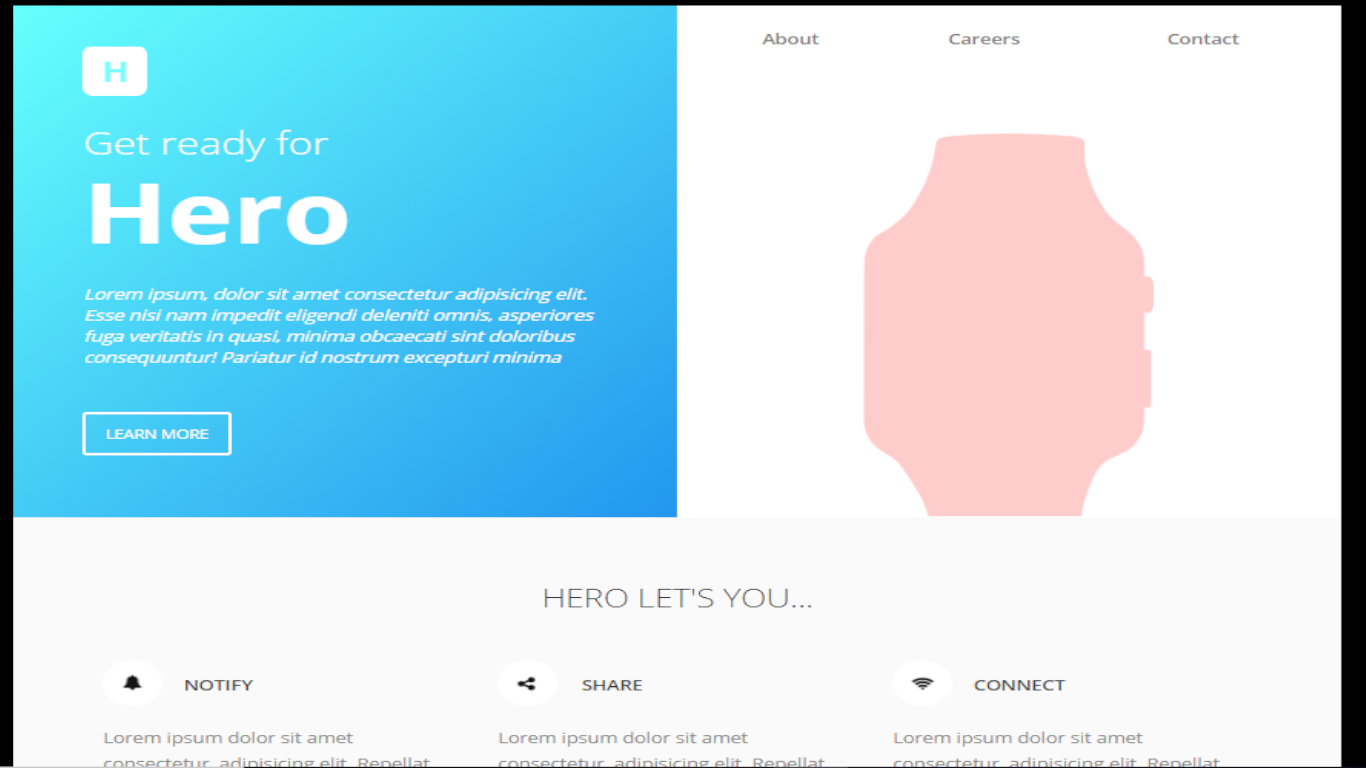 H
About
Careers
Contact
Get ready for
Hero
Lorem ipsum, dolor sit amet consectetur adipisicing elit.
Esse nisi nam impedit eligendi deleniti omnis, asperiores
fuga veritatis in quasi, minima obcaecati sint doloribus
consequuntur! Pariatur id nostrum excepturi minima
LEARN MORE
HERO LET'S YOU...
NOTIFY
Lorem ipsum dolor sit amet
consectetur, adipisicing elit. Repellat
SHARE
Lorem ipsum dolor sit amet
consectetur, adipisicing elit. Repellat
CONNECT
Lorem ipsum dolor sit amet
consectetur, adipisicing elit. Repellat